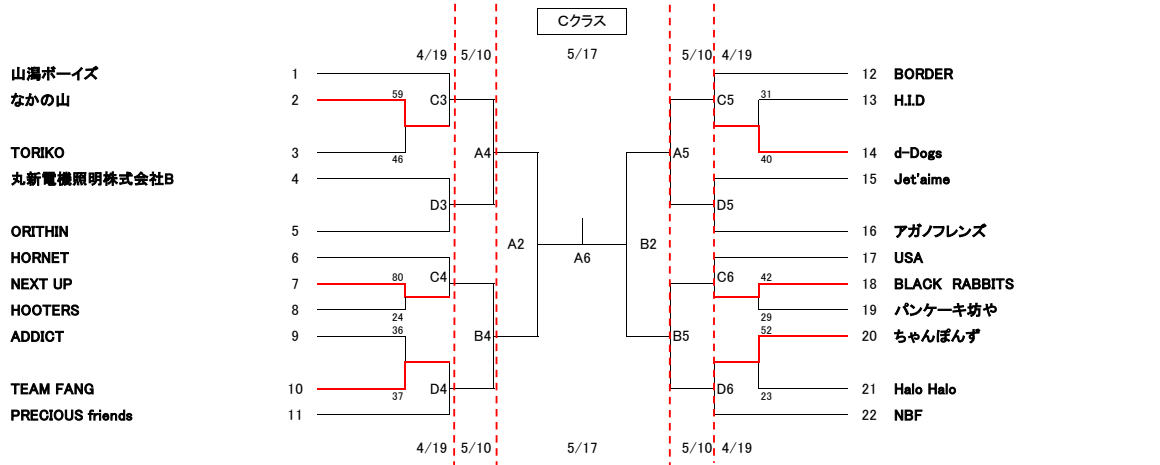 Cクラス
4/19 5/10 5/17 5/10 4/19
山潟ボーイズ 1 12 BORDER
なかの山 2 59 C3 C5 31 13 H.I.D
TORIKO 3 46 A4 A5 40 14 d-Dogs
丸新電機照明株式会社B 4 15 Jet'aime
D3 D5
ORITHIN 5 16 アガノフレンズ
A2 B2
HORNET 6 A6 17 USA
NEXT UP 7 80 C4 C6 42 18 BLACK RABBITS
HOOTERS 8 24 29 19 パンケーキ坊や
ADDICT 9 36 B4 B5 52 20 ちゃんぽんず
TEAM FANG 10 37 D4 D6 23 21 Halo Halo
PRECIOUS friends 11 22 NBF
4/19 5/10 5/17 5/10 4/19